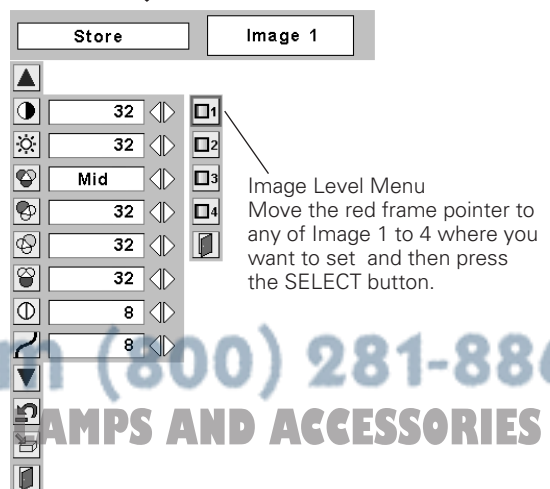 Store
Image 1
32
1
32
2
Mid
3
32
4
32
32
8
8
Image Level Menu
Move the red frame pointer to
any of Image 1 to 4 where you
want to set and then press
the SELECT button.
(800) 281-886
LAMPS AND ACCESSORIES